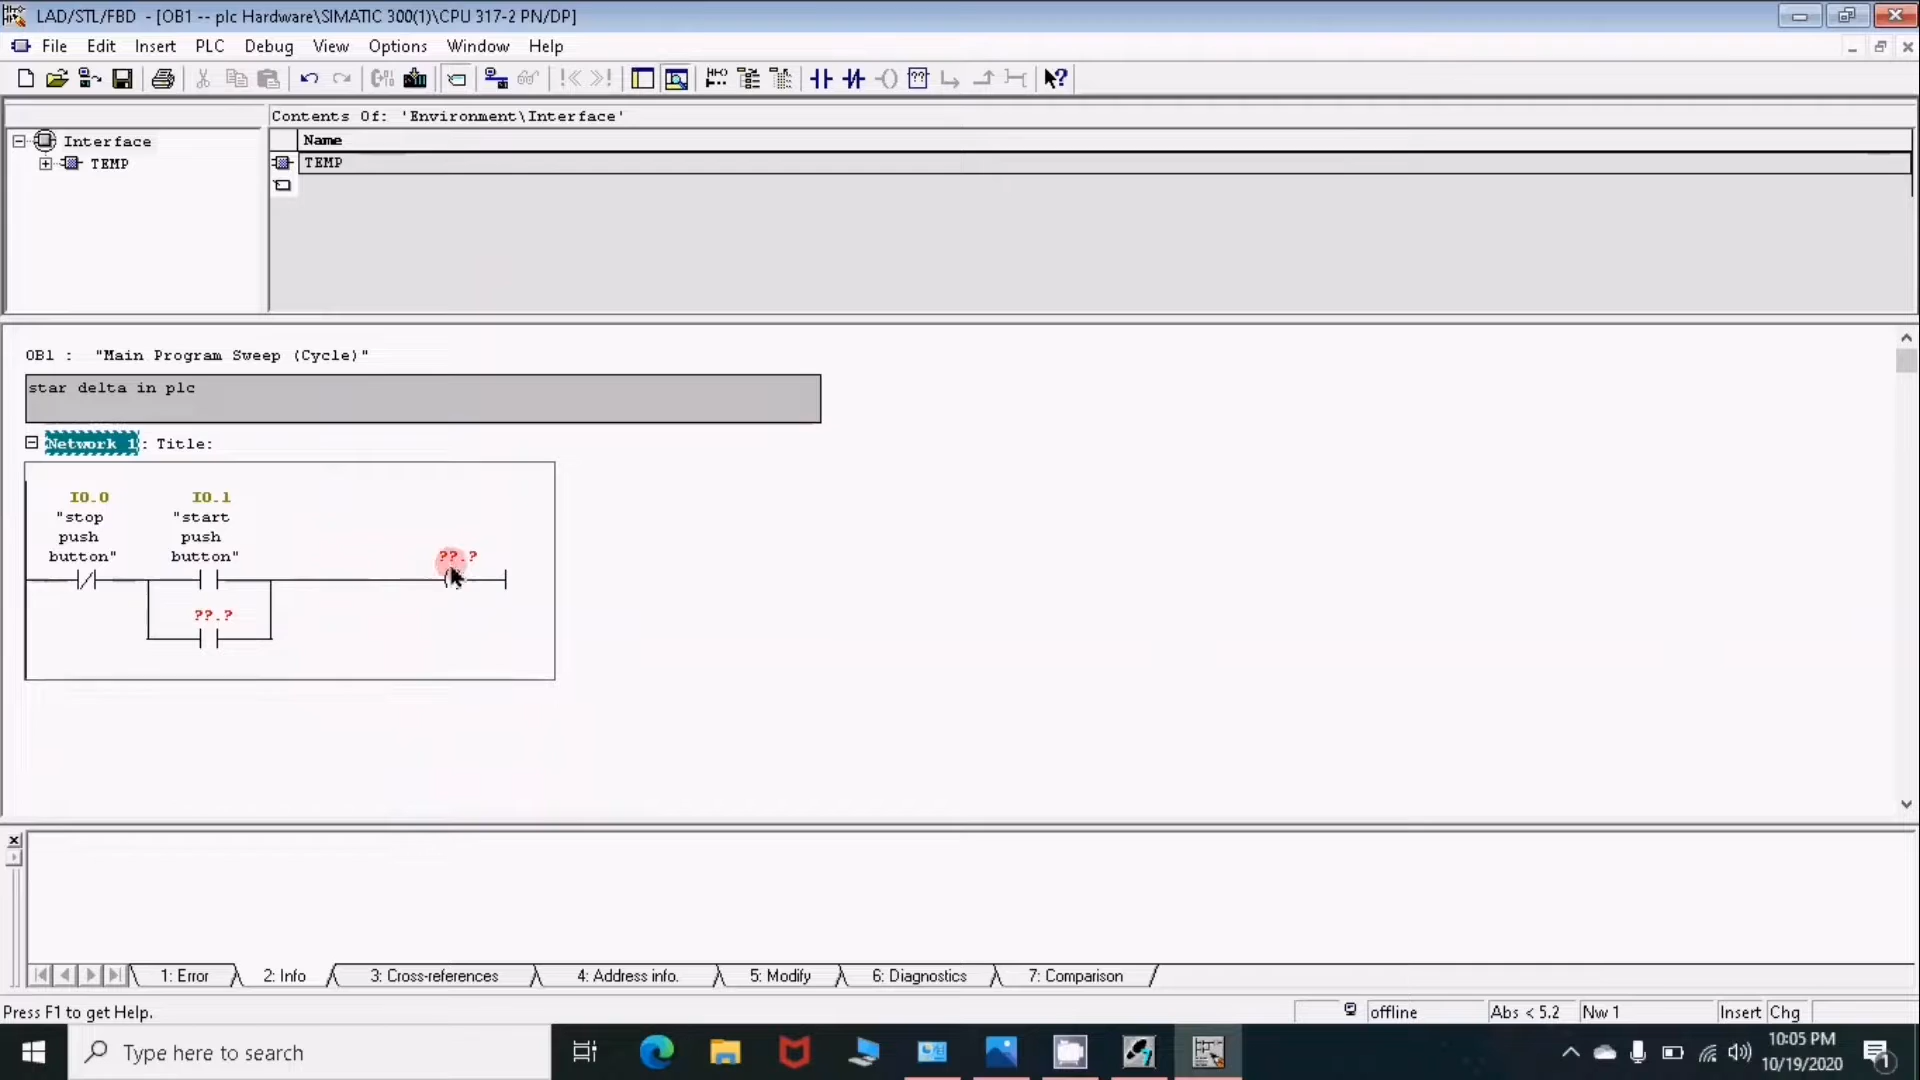 LAD/STL/FBD - [OB1 -- plc Hardware\SIMATIC 300(1)\CPU 317-2 PN/DP]
File Edit Insert PLC Debug View Options Window Help
Contents Of: 'Environment\Interface'
Interface
TEMP
Name
TEMP
OB1 : "Main Program Sweep (Cycle)"
star delta in plc
Network 1: Title:
I0.0 I0.1
"stop "start
push push
button" button"
??.?
??.?
1: Error 2: Info 3: Cross-references 4: Address info. 5: Modify 6: Diagnostics 7: Comparison
Press F1 to get Help. offline Abs < 5.2 Nw 1 Insert Chg
Type here to search
10:05 PM
10/19/2020
1